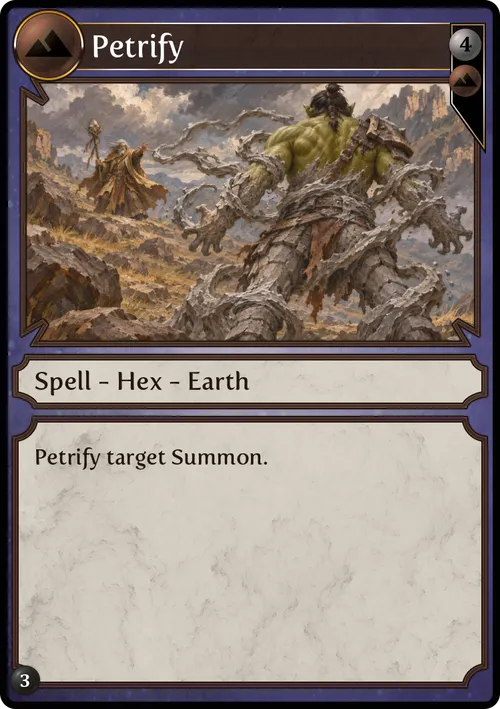 Petrify
4
Spell - Hex - Earth
Petrify target Summon.
3